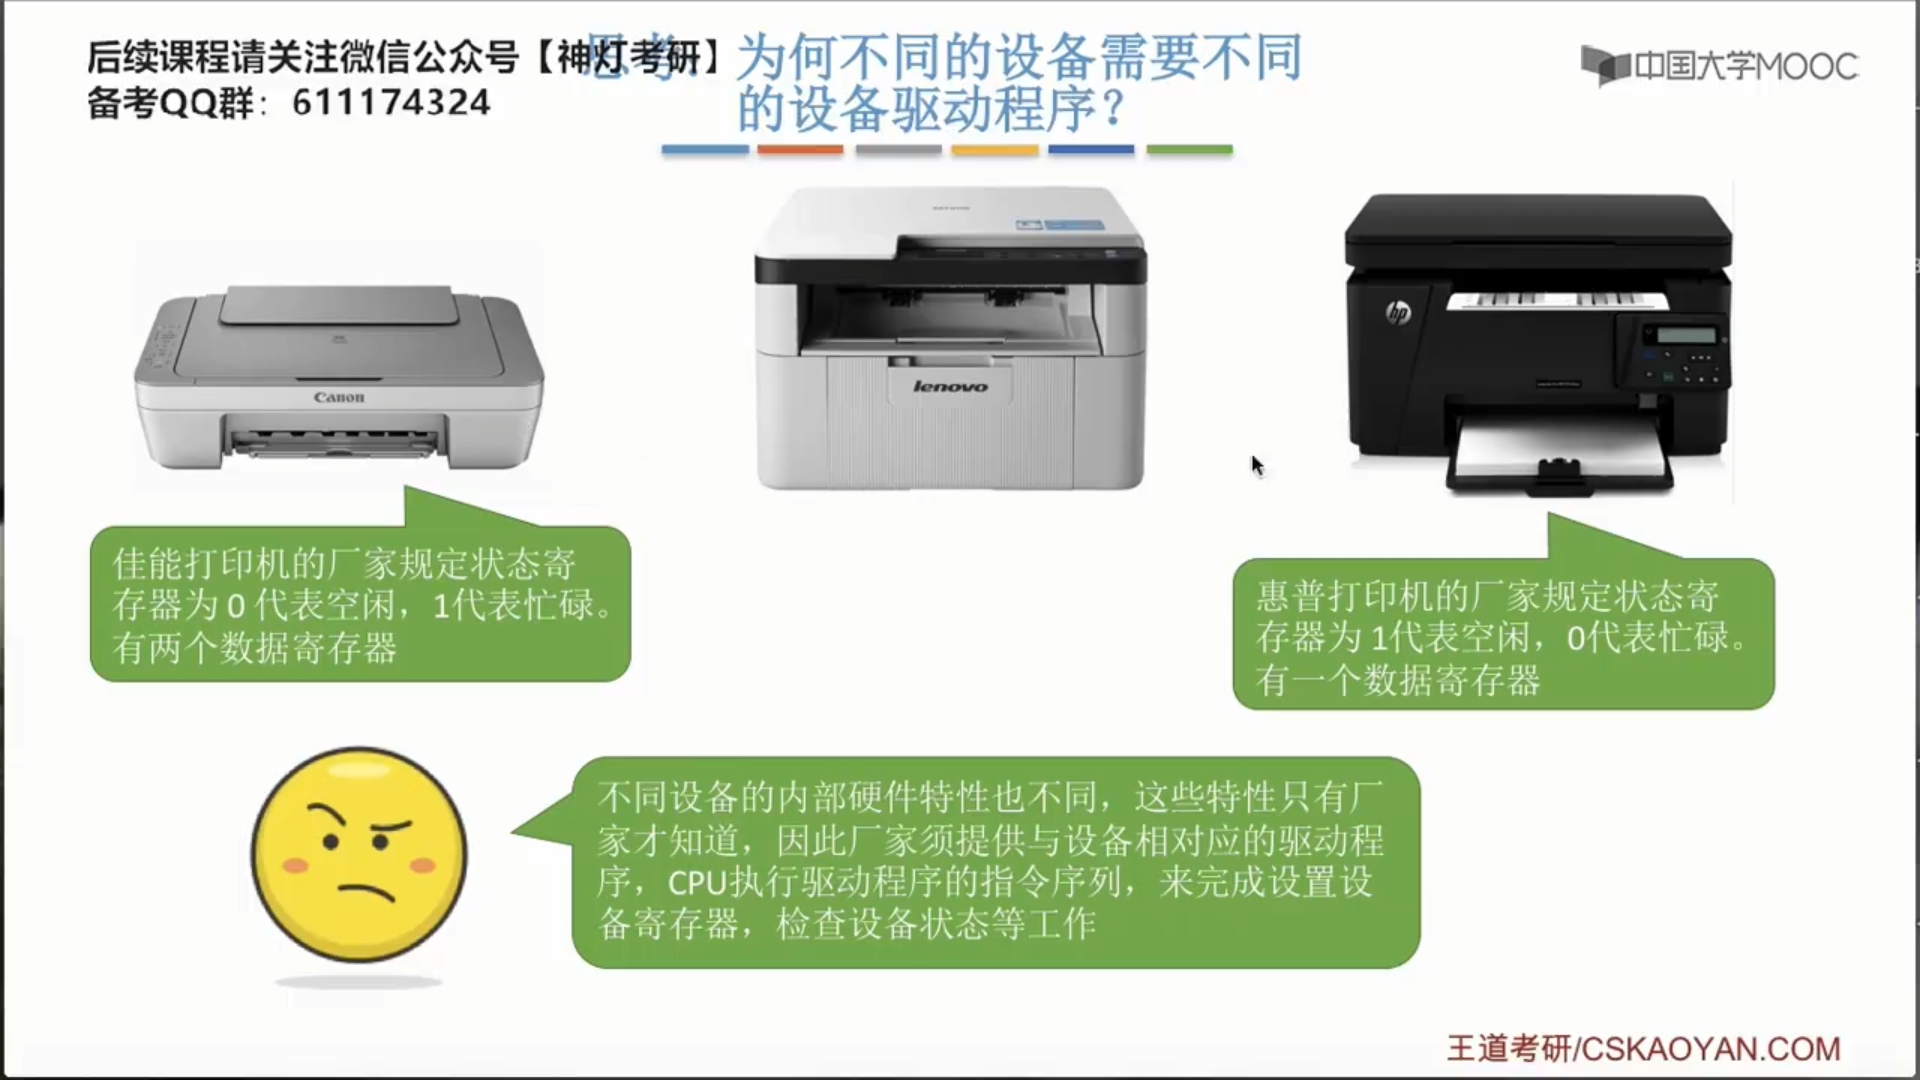 后续课程请关注微信公众号【神灯考研】
备考QQ群：611174324
思考：为何不同的设备需要不同
的设备驱动程序？
中国大学MOOC
Canon
lenovo
hp
佳能打印机的厂家规定状态寄
存器为 0 代表空闲，1代表忙碌。
有两个数据寄存器
惠普打印机的厂家规定状态寄
存器为 1代表空闲，0代表忙碌。
有一个数据寄存器
不同设备的内部硬件特性也不同，这些特性只有厂
家才知道，因此厂家须提供与设备相对应的驱动程
序，CPU执行驱动程序的指令序列，来完成设置设
备寄存器，检查设备状态等工作
王道考研/CSKAOYAN.COM